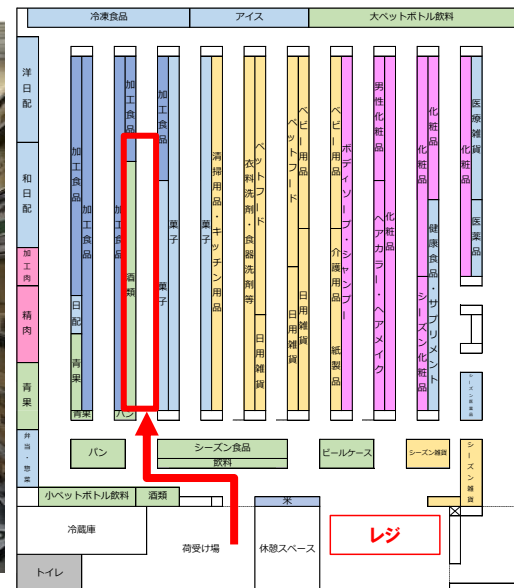 冷凍食品
アイス
大ペットボトル飲料
洋日配
和日配
加工肉
精肉
青果
弁当・惣菜
加工食品
日配
青果
青果
加工食品
加工食品
パン
加工食品
酒類
加工食品
菓子
菓子
菓子
清掃用品・キッチン用品
衣料洗剤・食器洗剤等
ペットフード
日用雑貨
ペットフード
日用雑貨
ベビー用品
日用雑貨
ベビー用品
介護用品
紙製品
ボディソープ・シャンプー
男性化粧品
ヘアカラー・ヘアメイク
化粧品
化粧品
シーズン化粧品
化粧品
健康食品・サプリメント
化粧品
医療雑貨
医薬品
パン
シーズン食品
飲料
ビールケース
シーズン雑貨
シーズン雑貨
小ペットボトル飲料
酒類
米
冷蔵庫
荷受け場
休憩スペース
レジ
トイレ